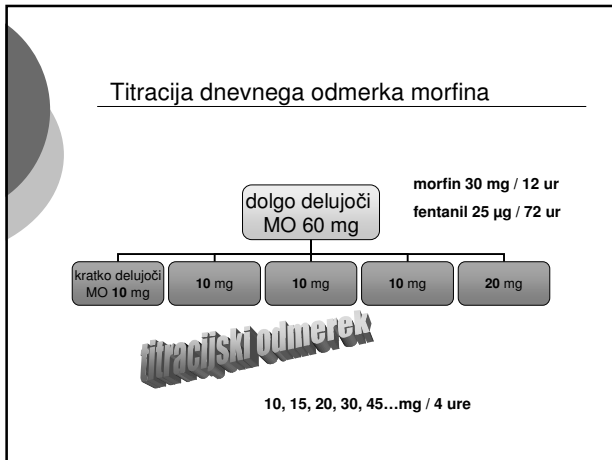 Titracija dnevnega odmerka morfina
morfin 30 mg / 12 ur
fentanil 25 µg / 72 ur
dolgo delujoči
MO 60 mg
kratko delujoči
MO 10 mg
10 mg
10 mg
10 mg
20 mg
titracijski odmerek
10, 15, 20, 30, 45...mg / 4 ure